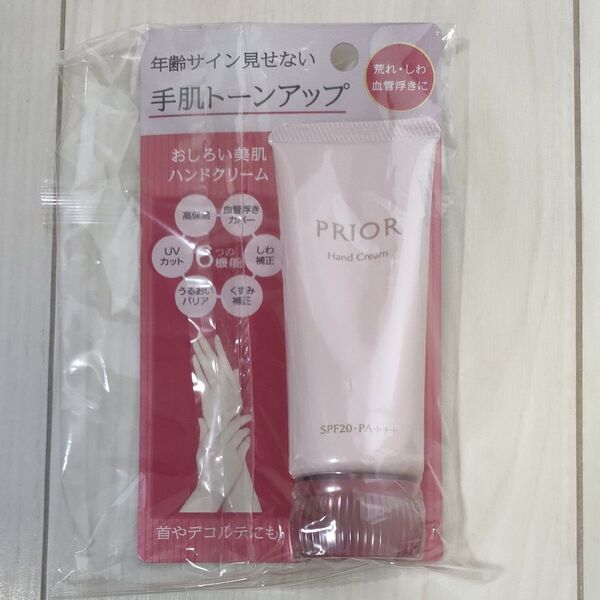 年齢サイン見せない
手肌トーンアップ
荒れ・しわ
血管浮きに
おしろい美肌
ハンドクリーム
高保湿
血管浮き
カバー
UV
カット
6つの
機能
しわ
補正
うるおい
バリア
くすみ
補正
PRIOR
Hand Cream
SPF20・PA+++
首やデコルテにも!